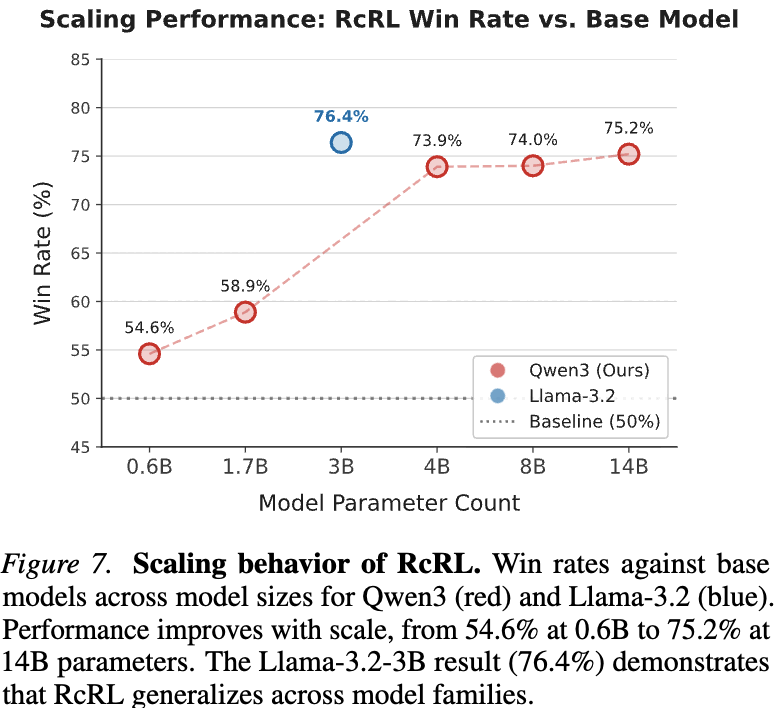 Scaling Performance: RcRL Win Rate vs. Base Model
85
80
75
70
65
60
55
50
45
Win Rate (%)
54.6%
58.9%
76.4%
73.9%
74.0%
75.2%
Qwen3 (Ours)
Llama-3.2
Baseline (50%)
0.6B 1.7B 3B 4B 8B 14B
Model Parameter Count
Figure 7. Scaling behavior of RcRL. Win rates against base
models across model sizes for Qwen3 (red) and Llama-3.2 (blue).
Performance improves with scale, from 54.6% at 0.6B to 75.2% at
14B parameters. The Llama-3.2-3B result (76.4%) demonstrates
that RcRL generalizes across model families.